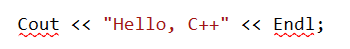 Cout << "Hello, C++" << Endl;